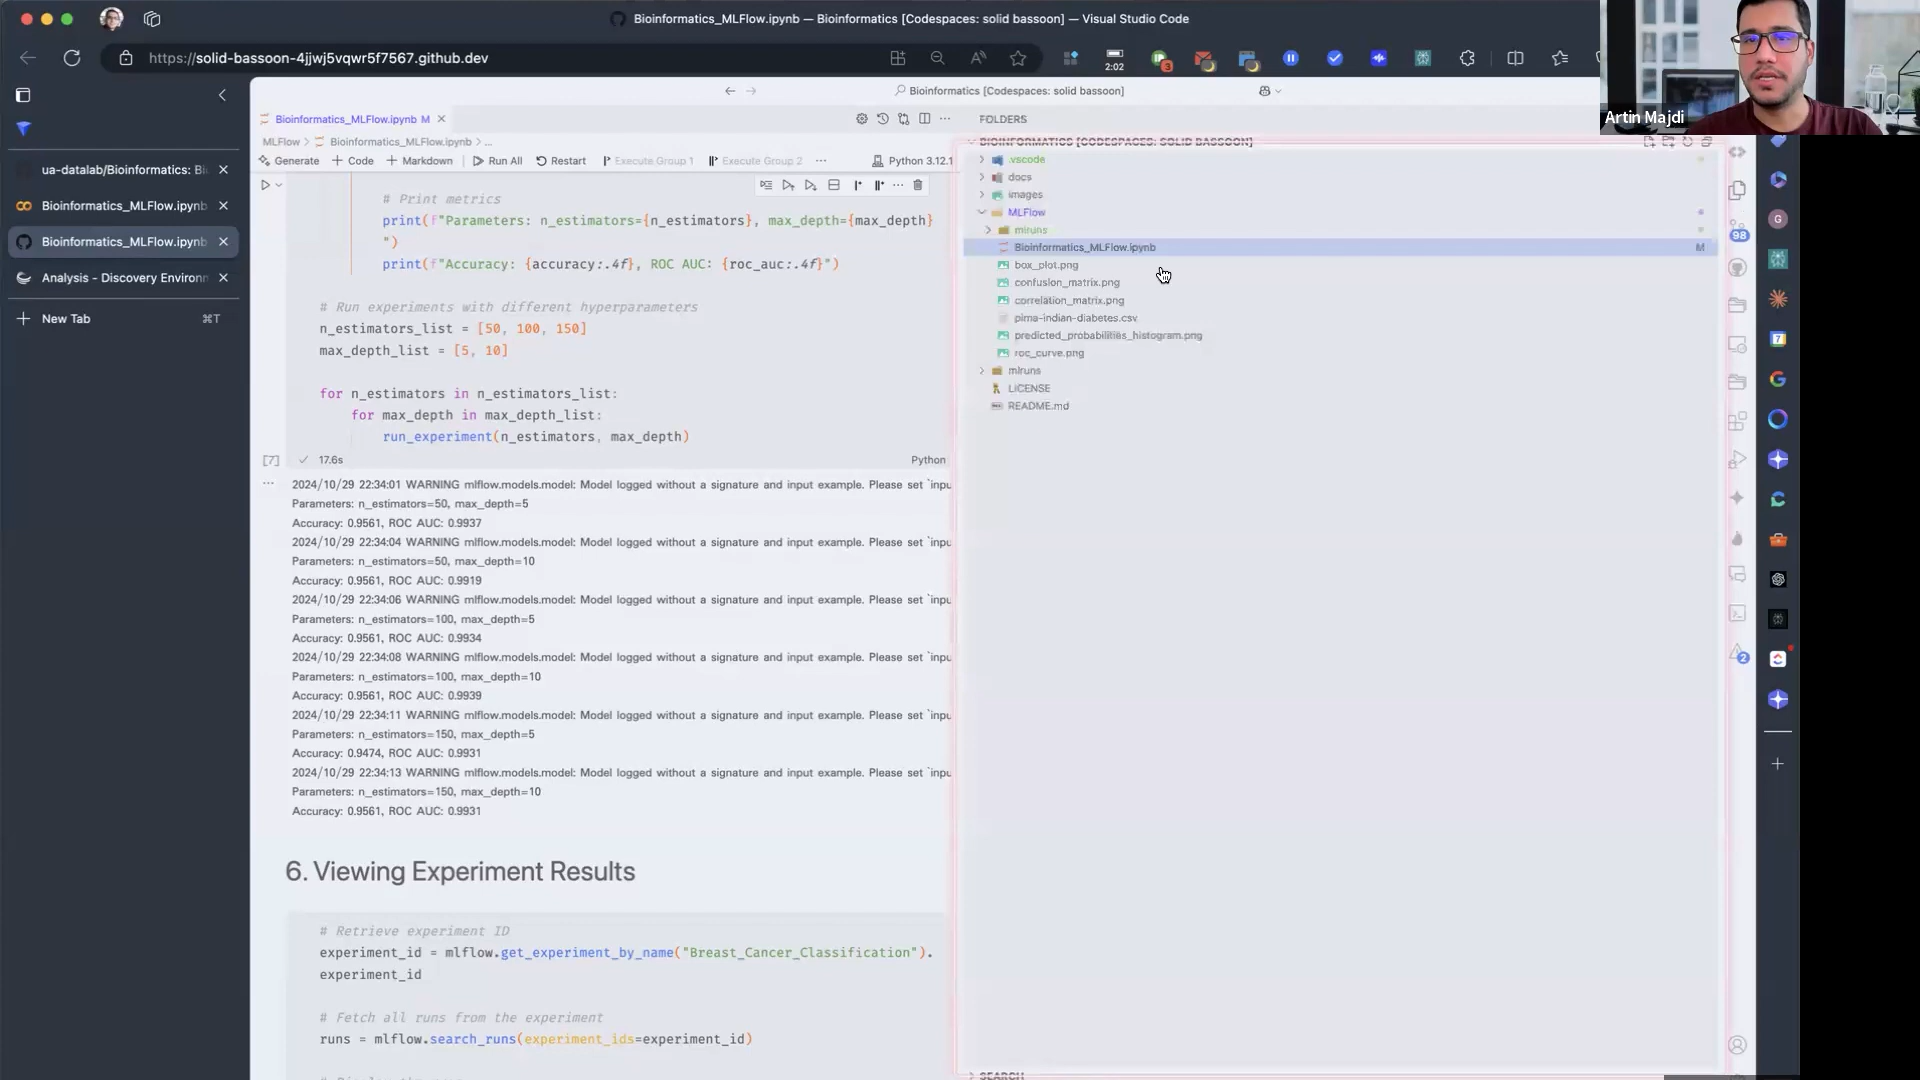 Bioinformatics_MLFlow.ipynb — Bioinformatics [Codespaces: solid bassoon] — Visual Studio Code
https://solid-bassoon-4jjwj5vqwr5f7567.github.dev
2:02
3
Artin Majdi
Bioinformatics [Codespaces: solid bassoon]
ua-datalab/Bioinformatics: Bi
Bioinformatics_MLFlow.ipynb
Bioinformatics_MLFlow.ipynb
Analysis - Discovery Environm
New Tab
⌘T
Bioinformatics_MLFlow.ipynb M
MLFlow > Bioinformatics_MLFlow.ipynb > ...
Generate + Code + Markdown Run All Restart Execute Group 1 Execute Group 2 ... Python 3.12.1
# Print metrics
print(f"Parameters: n_estimators={n_estimators}, max_depth={max_depth}
")
print(f"Accuracy: {accuracy:.4f}, ROC AUC: {roc_auc:.4f}")
# Run experiments with different hyperparameters
n_estimators_list = [50, 100, 150]
max_depth_list = [5, 10]
for n_estimators in n_estimators_list:
for max_depth in max_depth_list:
run_experiment(n_estimators, max_depth)
[7] ✓ 17.6s Python
2024/10/29 22:34:01 WARNING mlflow.models.model: Model logged without a signature and input example. Please set `inpu
Parameters: n_estimators=50, max_depth=5
Accuracy: 0.9561, ROC AUC: 0.9937
2024/10/29 22:34:04 WARNING mlflow.models.model: Model logged without a signature and input example. Please set `inpu
Parameters: n_estimators=50, max_depth=10
Accuracy: 0.9561, ROC AUC: 0.9919
2024/10/29 22:34:06 WARNING mlflow.models.model: Model logged without a signature and input example. Please set `inpu
Parameters: n_estimators=100, max_depth=5
Accuracy: 0.9561, ROC AUC: 0.9934
2024/10/29 22:34:08 WARNING mlflow.models.model: Model logged without a signature and input example. Please set `inpu
Parameters: n_estimators=100, max_depth=10
Accuracy: 0.9561, ROC AUC: 0.9939
2024/10/29 22:34:11 WARNING mlflow.models.model: Model logged without a signature and input example. Please set `inpu
Parameters: n_estimators=150, max_depth=5
Accuracy: 0.9474, ROC AUC: 0.9931
2024/10/29 22:34:13 WARNING mlflow.models.model: Model logged without a signature and input example. Please set `inpu
Parameters: n_estimators=150, max_depth=10
Accuracy: 0.9561, ROC AUC: 0.9931
6. Viewing Experiment Results
# Retrieve experiment ID
experiment_id = mlflow.get_experiment_by_name("Breast_Cancer_Classification").
experiment_id
# Fetch all runs from the experiment
runs = mlflow.search_runs(experiment_ids=experiment_id)
FOLDERS
BIOINFORMATICS [CODESPACES: SOLID BASSOON]
.vscode
docs
images
MLFlow
mlruns
Bioinformatics_MLFlow.ipynb M
box_plot.png
confusion_matrix.png
correlation_matrix.png
pima-indian-diabetes.csv
predicted_probabilities_histogram.png
roc_curve.png
mlruns
LICENSE
README.md
SEARCH
98
2
G
7